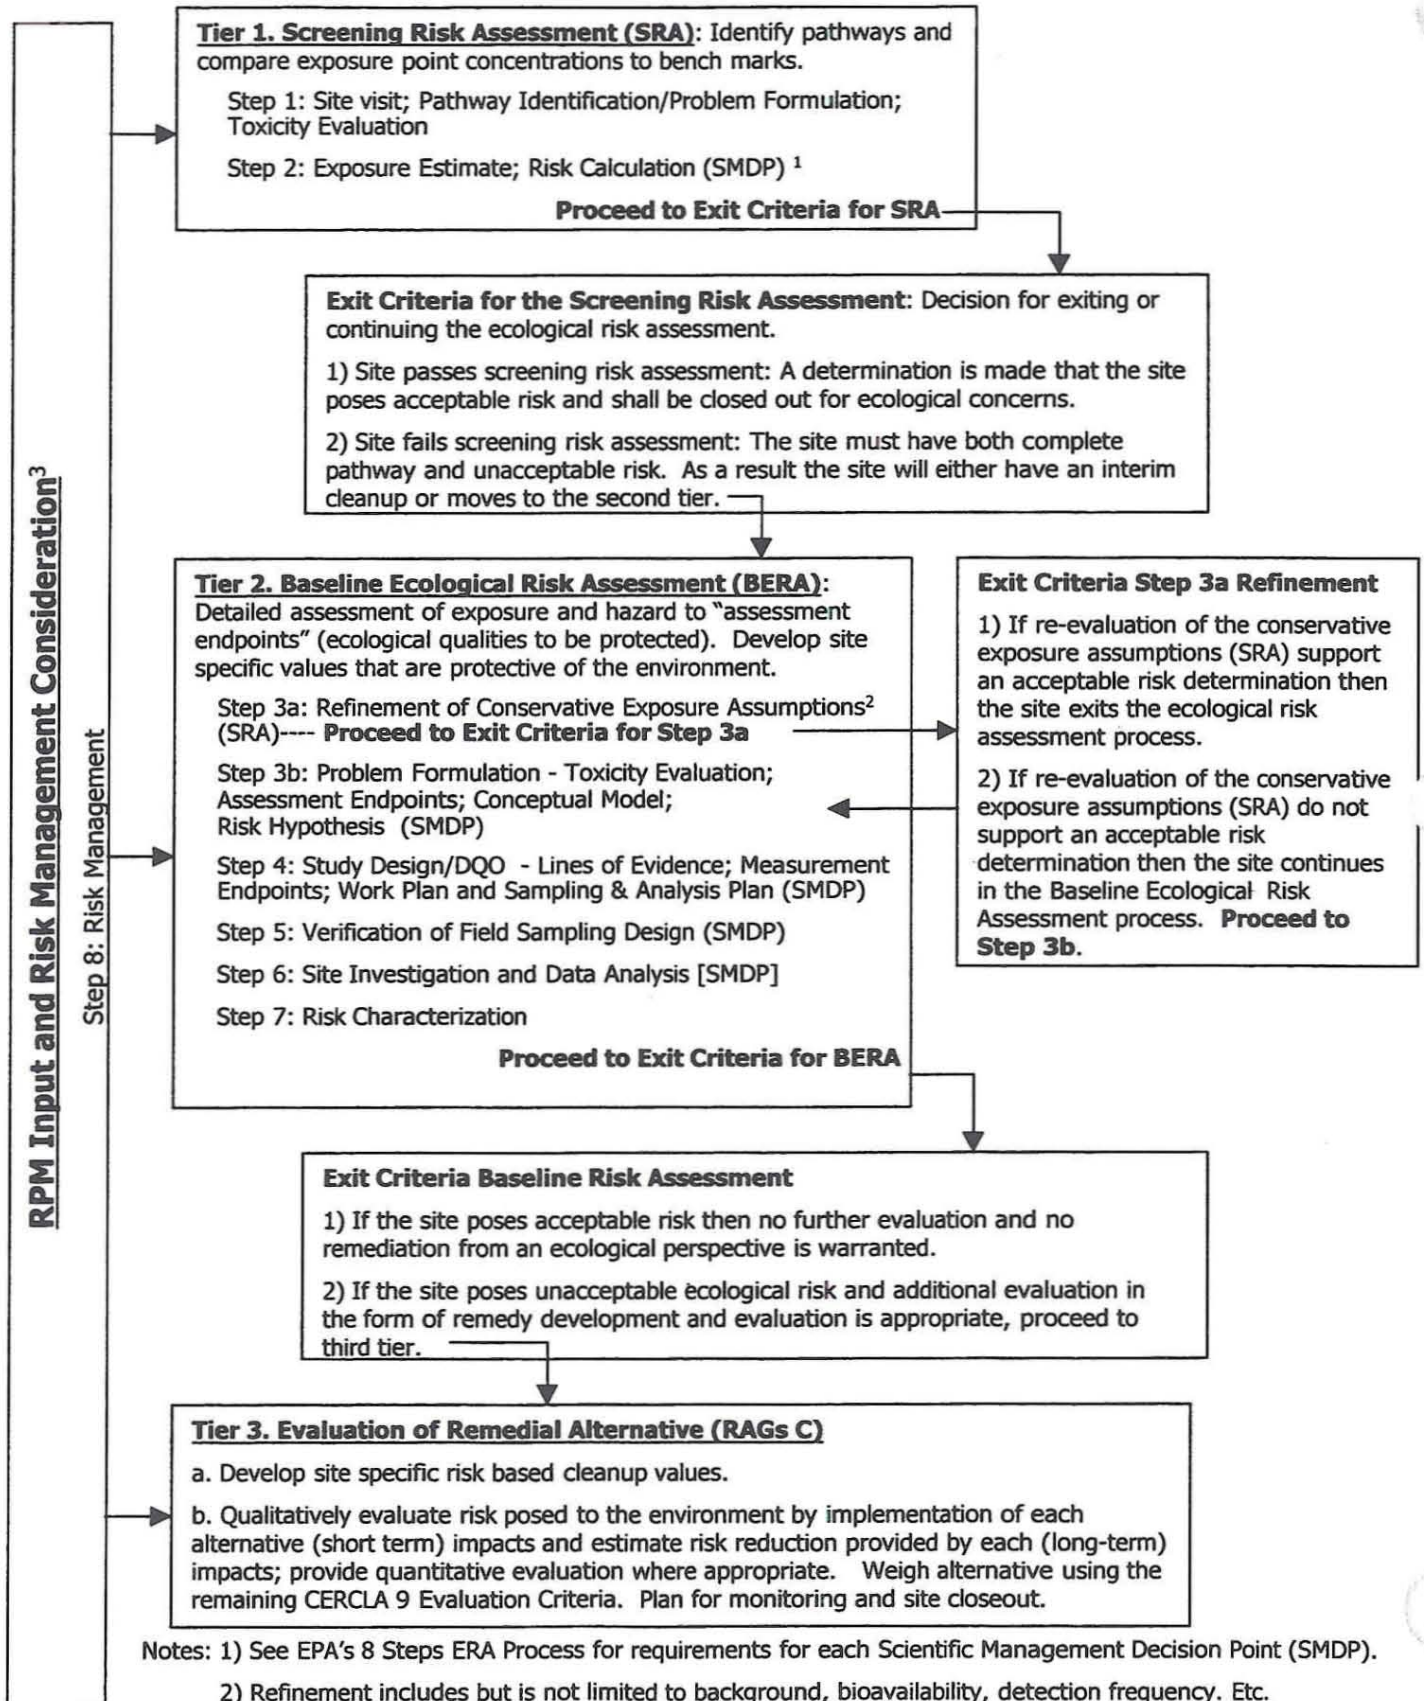 Tier 1. Screening Risk Assessment (SRA): Identify pathways and
compare exposure point concentrations to bench marks.
Step 1: Site visit; Pathway Identification/Problem Formulation;
Toxicity Evaluation
Step 2: Exposure Estimate; Risk Calculation (SMDP) 1
Proceed to Exit Criteria for SRA
Exit Criteria for the Screening Risk Assessment: Decision for exiting or
continuing the ecological risk assessment.
1) Site passes screening risk assessment: A determination is made that the site
poses acceptable risk and shall be closed out for ecological concerns.
2) Site fails screening risk assessment: The site must have both complete
pathway and unacceptable risk. As a result the site will either have an interim
cleanup or moves to the second tier.
RPM Input and Risk Management Consideration3
Step 8: Risk Management
Tier 2. Baseline Ecological Risk Assessment (BERA):
Detailed assessment of exposure and hazard to "assessment
endpoints" (ecological qualities to be protected). Develop site
specific values that are protective of the environment.
Step 3a: Refinement of Conservative Exposure Assumptions2
(SRA)---- Proceed to Exit Criteria for Step 3a
Step 3b: Problem Formulation - Toxicity Evaluation;
Assessment Endpoints; Conceptual Model;
Risk Hypothesis (SMDP)
Step 4: Study Design/DQO - Lines of Evidence; Measurement
Endpoints; Work Plan and Sampling & Analysis Plan (SMDP)
Step 5: Verification of Field Sampling Design (SMDP)
Step 6: Site Investigation and Data Analysis [SMDP]
Step 7: Risk Characterization
Proceed to Exit Criteria for BERA
Exit Criteria Step 3a Refinement
1) If re-evaluation of the conservative
exposure assumptions (SRA) support
an acceptable risk determination then
the site exits the ecological risk
assessment process.
2) If re-evaluation of the conservative
exposure assumptions (SRA) do not
support an acceptable risk
determination then the site continues
in the Baseline Ecological Risk
Assessment process. Proceed to
Step 3b.
Exit Criteria Baseline Risk Assessment
1) If the site poses acceptable risk then no further evaluation and no
remediation from an ecological perspective is warranted.
2) If the site poses unacceptable ecological risk and additional evaluation in
the form of remedy development and evaluation is appropriate, proceed to
third tier.
Tier 3. Evaluation of Remedial Alternative (RAGs C)
a. Develop site specific risk based cleanup values.
b. Qualitatively evaluate risk posed to the environment by implementation of each
alternative (short term) impacts and estimate risk reduction provided by each (long-term)
impacts; provide quantitative evaluation where appropriate. Weigh alternative using the
remaining CERCLA 9 Evaluation Criteria. Plan for monitoring and site closeout.
Notes: 1) See EPA's 8 Steps ERA Process for requirements for each Scientific Management Decision Point (SMDP).
2) Refinement includes but is not limited to background, bioavailability, detection frequency. Etc.